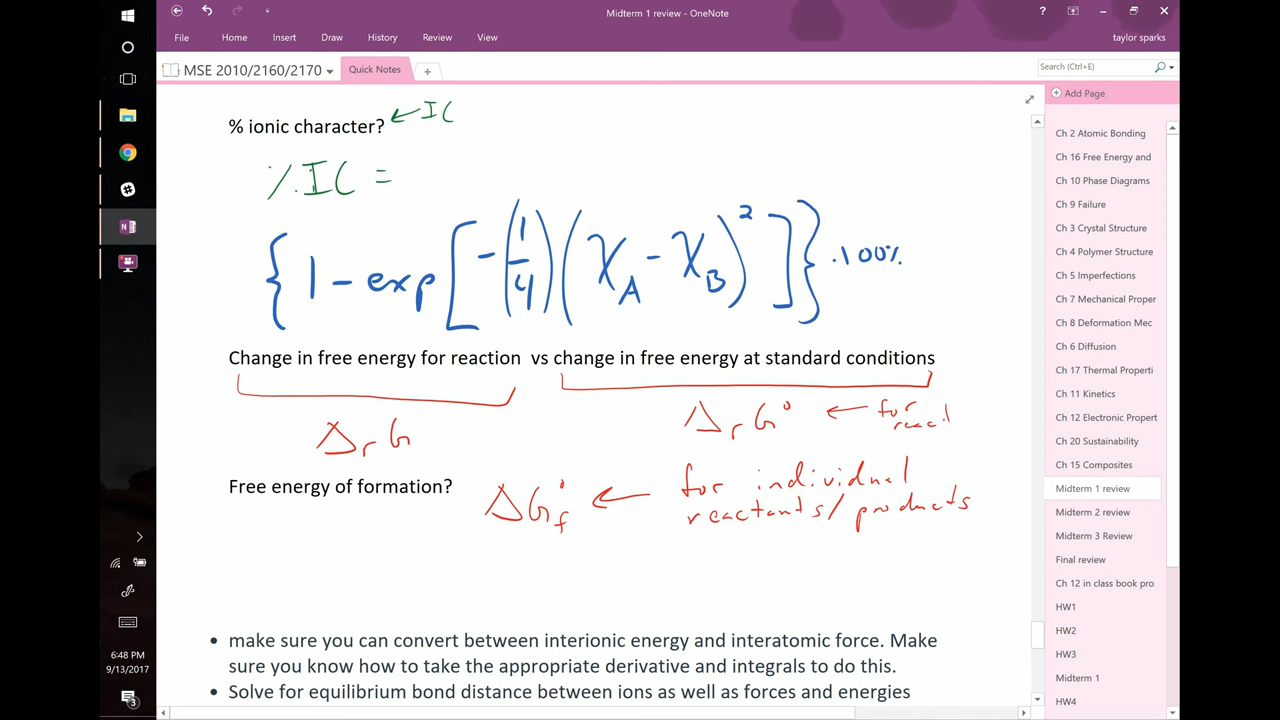 Midterm 1 review - OneNote
?
File Home Insert Draw History Review View
taylor sparks
MSE 2010/2160/2170
Quick Notes
+
Search (Ctrl+E)
Add Page
% ionic character? ← IC
% IC =
{ 1 - exp [ -(1/4) (χA - χB)² ] } · 100%
Change in free energy for reaction vs change in free energy at standard conditions
ΔrG
ΔrG° ← for
react
Free energy of formation?
ΔG°f ← for individual
reactants/products
• make sure you can convert between interionic energy and interatomic force. Make
sure you know how to take the appropriate derivative and integrals to do this.
• Solve for equilibrium bond distance between ions as well as forces and energies
Ch 2 Atomic Bonding
Ch 16 Free Energy and
Ch 10 Phase Diagrams
Ch 9 Failure
Ch 3 Crystal Structure
Ch 4 Polymer Structure
Ch 5 Imperfections
Ch 7 Mechanical Proper
Ch 8 Deformation Mec
Ch 6 Diffusion
Ch 17 Thermal Properti
Ch 11 Kinetics
Ch 12 Electronic Propert
Ch 20 Sustainability
Ch 15 Composites
Midterm 1 review
Midterm 2 review
Midterm 3 Review
Final review
Ch 12 in class book pro
HW1
HW2
HW3
Midterm 1
HW4
6:48 PM
9/13/2017
3